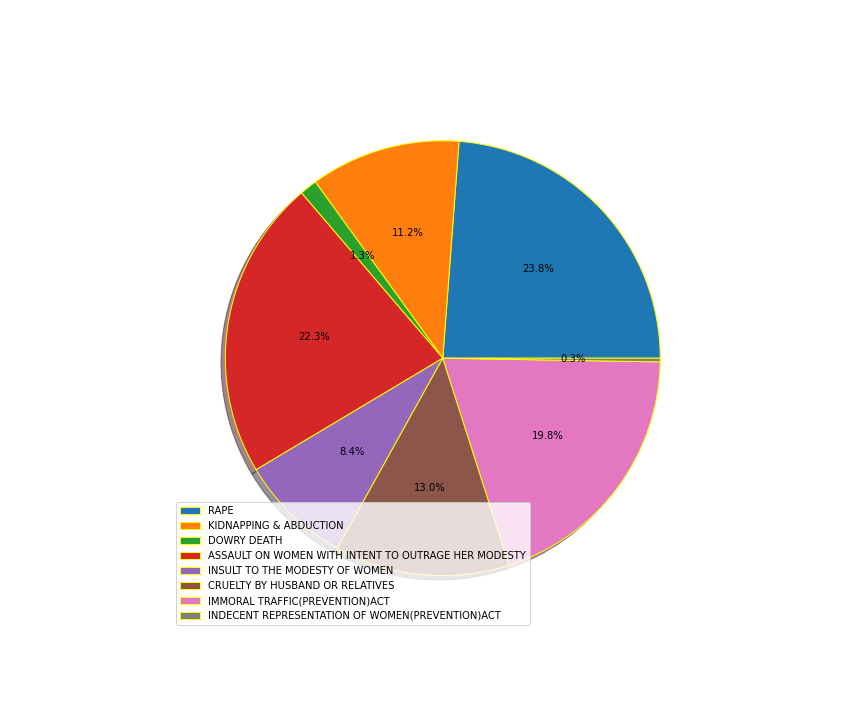 11.2%
23.8%
1.3%
22.3%
0.3%
19.8%
8.4%
13.0%
RAPE
KIDNAPPING & ABDUCTION
DOWRY DEATH
ASSAULT ON WOMEN WITH INTENT TO OUTRAGE HER MODESTY
INSULT TO THE MODESTY OF WOMEN
CRUELTY BY HUSBAND OR RELATIVES
IMMORAL TRAFFIC(PREVENTION)ACT
INDECENT REPRESENTATION OF WOMEN(PREVENTION)ACT